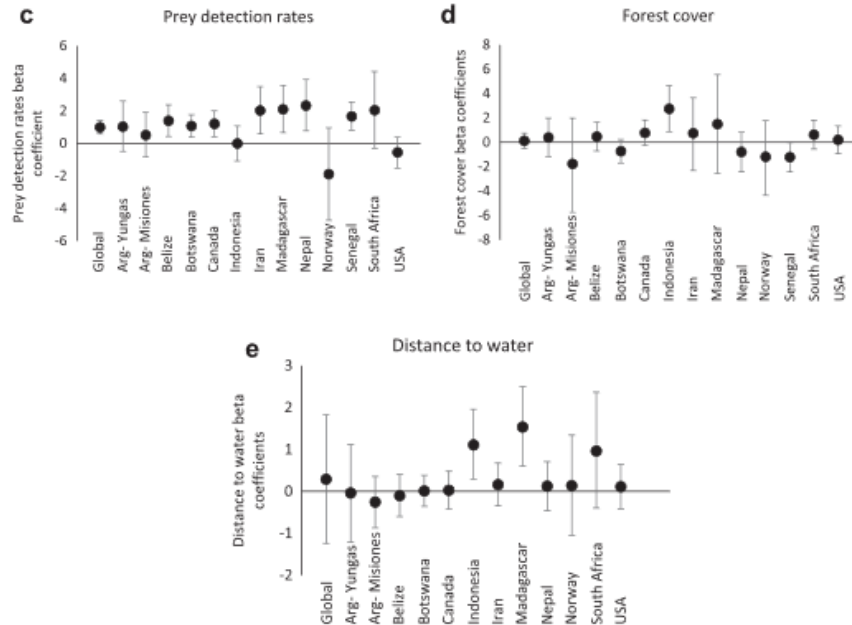 c
Prey detection rates
Prey detection rates beta
coefficient
6
4
2
0
-2
-4
-6
Global
Arg- Yungas
Arg- Misiones
Belize
Botswana
Canada
Indonesia
Iran
Madagascar
Nepal
Norway
Senegal
South Africa
USA
d
Forest cover
Forest cover beta coefficients
8
6
4
2
0
-2
-4
-6
-8
Global
Arg- Yungas
Arg- Misiones
Belize
Botswana
Canada
Indonesia
Iran
Madagascar
Nepal
Norway
Senegal
South Africa
USA
e
Distance to water
Distance to water beta
coefficients
3
2
1
0
-1
-2
Global
Arg- Yungas
Arg- Misiones
Belize
Botswana
Canada
Indonesia
Iran
Madagascar
Nepal
Norway
South Africa
USA